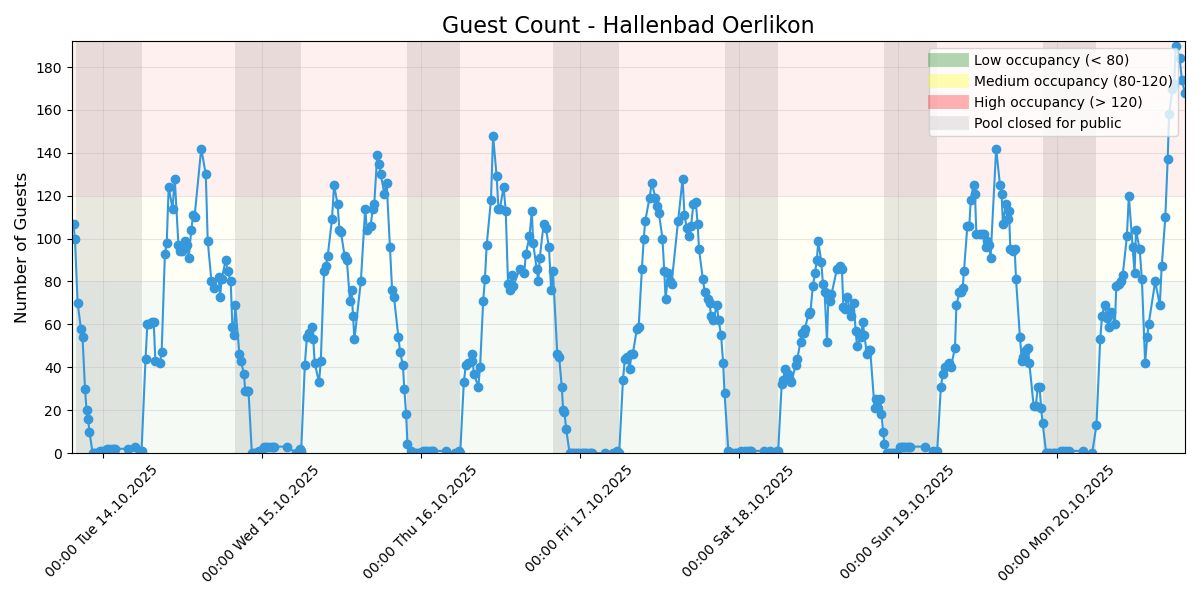 Guest Count - Hallenbad Oerlikon
Number of Guests
180
160
140
120
100
80
60
40
20
0
Low occupancy (< 80)
Medium occupancy (80-120)
High occupancy (> 120)
Pool closed for public
00:00 Tue 14.10.2025
00:00 Wed 15.10.2025
00:00 Thu 16.10.2025
00:00 Fri 17.10.2025
00:00 Sat 18.10.2025
00:00 Sun 19.10.2025
00:00 Mon 20.10.2025